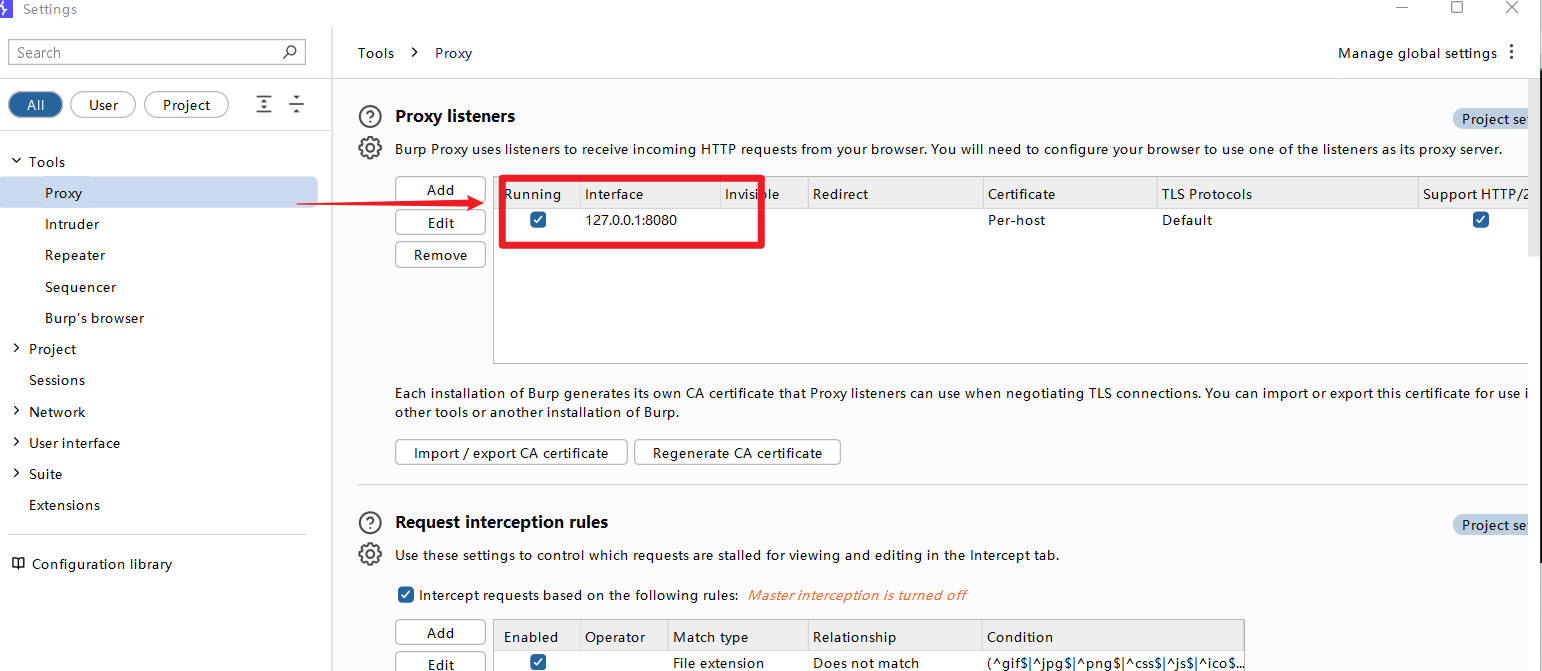 Settings
Search
Tools > Proxy
Manage global settings
All
User
Project
Tools
Proxy
Intruder
Repeater
Sequencer
Burp's browser
Project
Sessions
Network
User interface
Suite
Extensions
Configuration library
Proxy listeners
Project se
Burp Proxy uses listeners to receive incoming HTTP requests from your browser. You will need to configure your browser to use one of the listeners as its proxy server.
Add
Edit
Remove
Running Interface Invisible Redirect Certificate TLS Protocols Support HTTP/2
127.0.0.1:8080 Per-host Default
Each installation of Burp generates its own CA certificate that Proxy listeners can use when negotiating TLS connections. You can import or export this certificate for use i
other tools or another installation of Burp.
Import / export CA certificate
Regenerate CA certificate
Request interception rules
Project se
Use these settings to control which requests are stalled for viewing and editing in the Intercept tab.
Intercept requests based on the following rules: Master interception is turned off
Add
Edit
Enabled Operator Match type Relationship Condition
File extension Does not match (^gif$|^jpg$|^png$|^css$|^js$|^ico$...